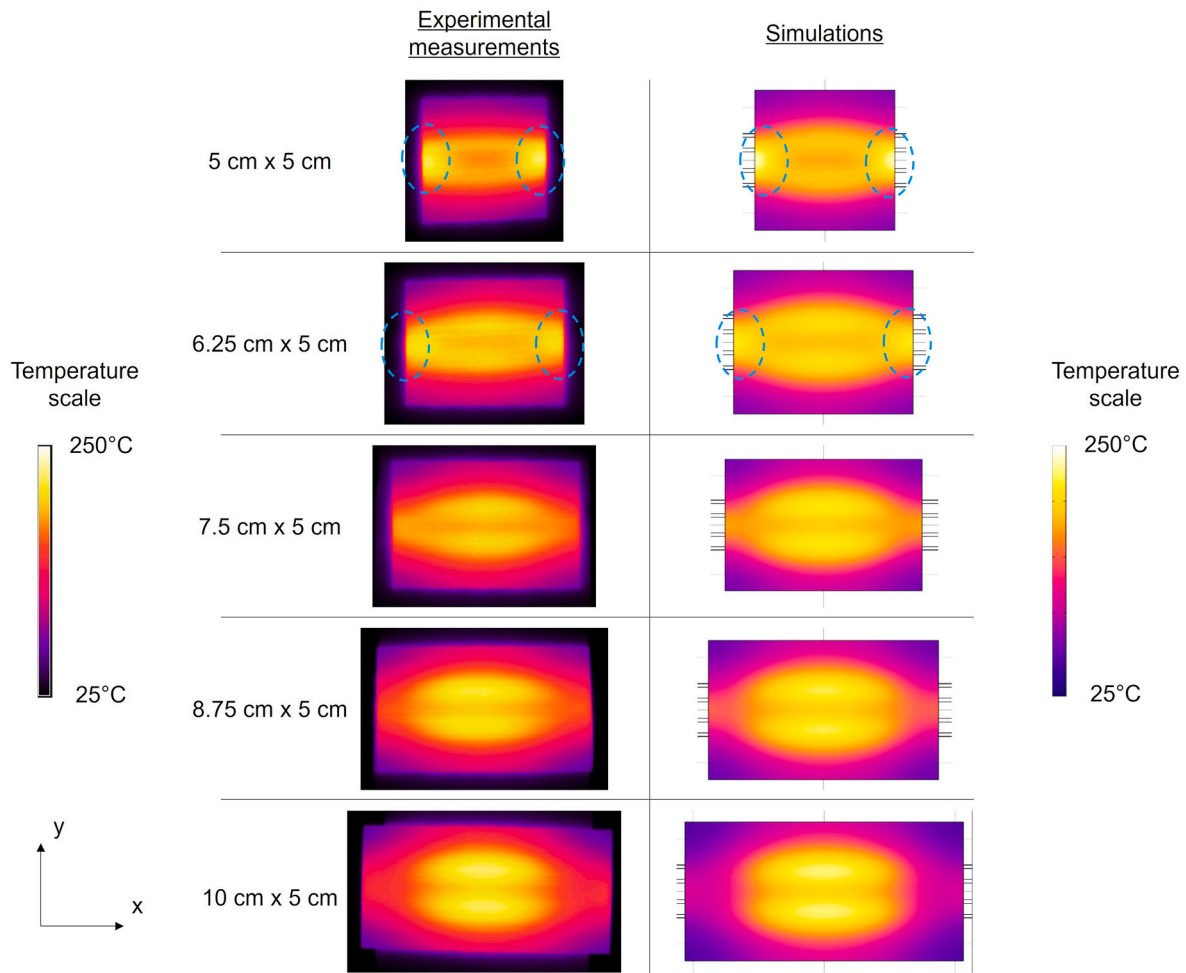 Experimental
measurements
Simulations
5 cm x 5 cm
6.25 cm x 5 cm
Temperature
scale
250°C
25°C
7.5 cm x 5 cm
8.75 cm x 5 cm
10 cm x 5 cm
Temperature
scale
250°C
25°C
y
x